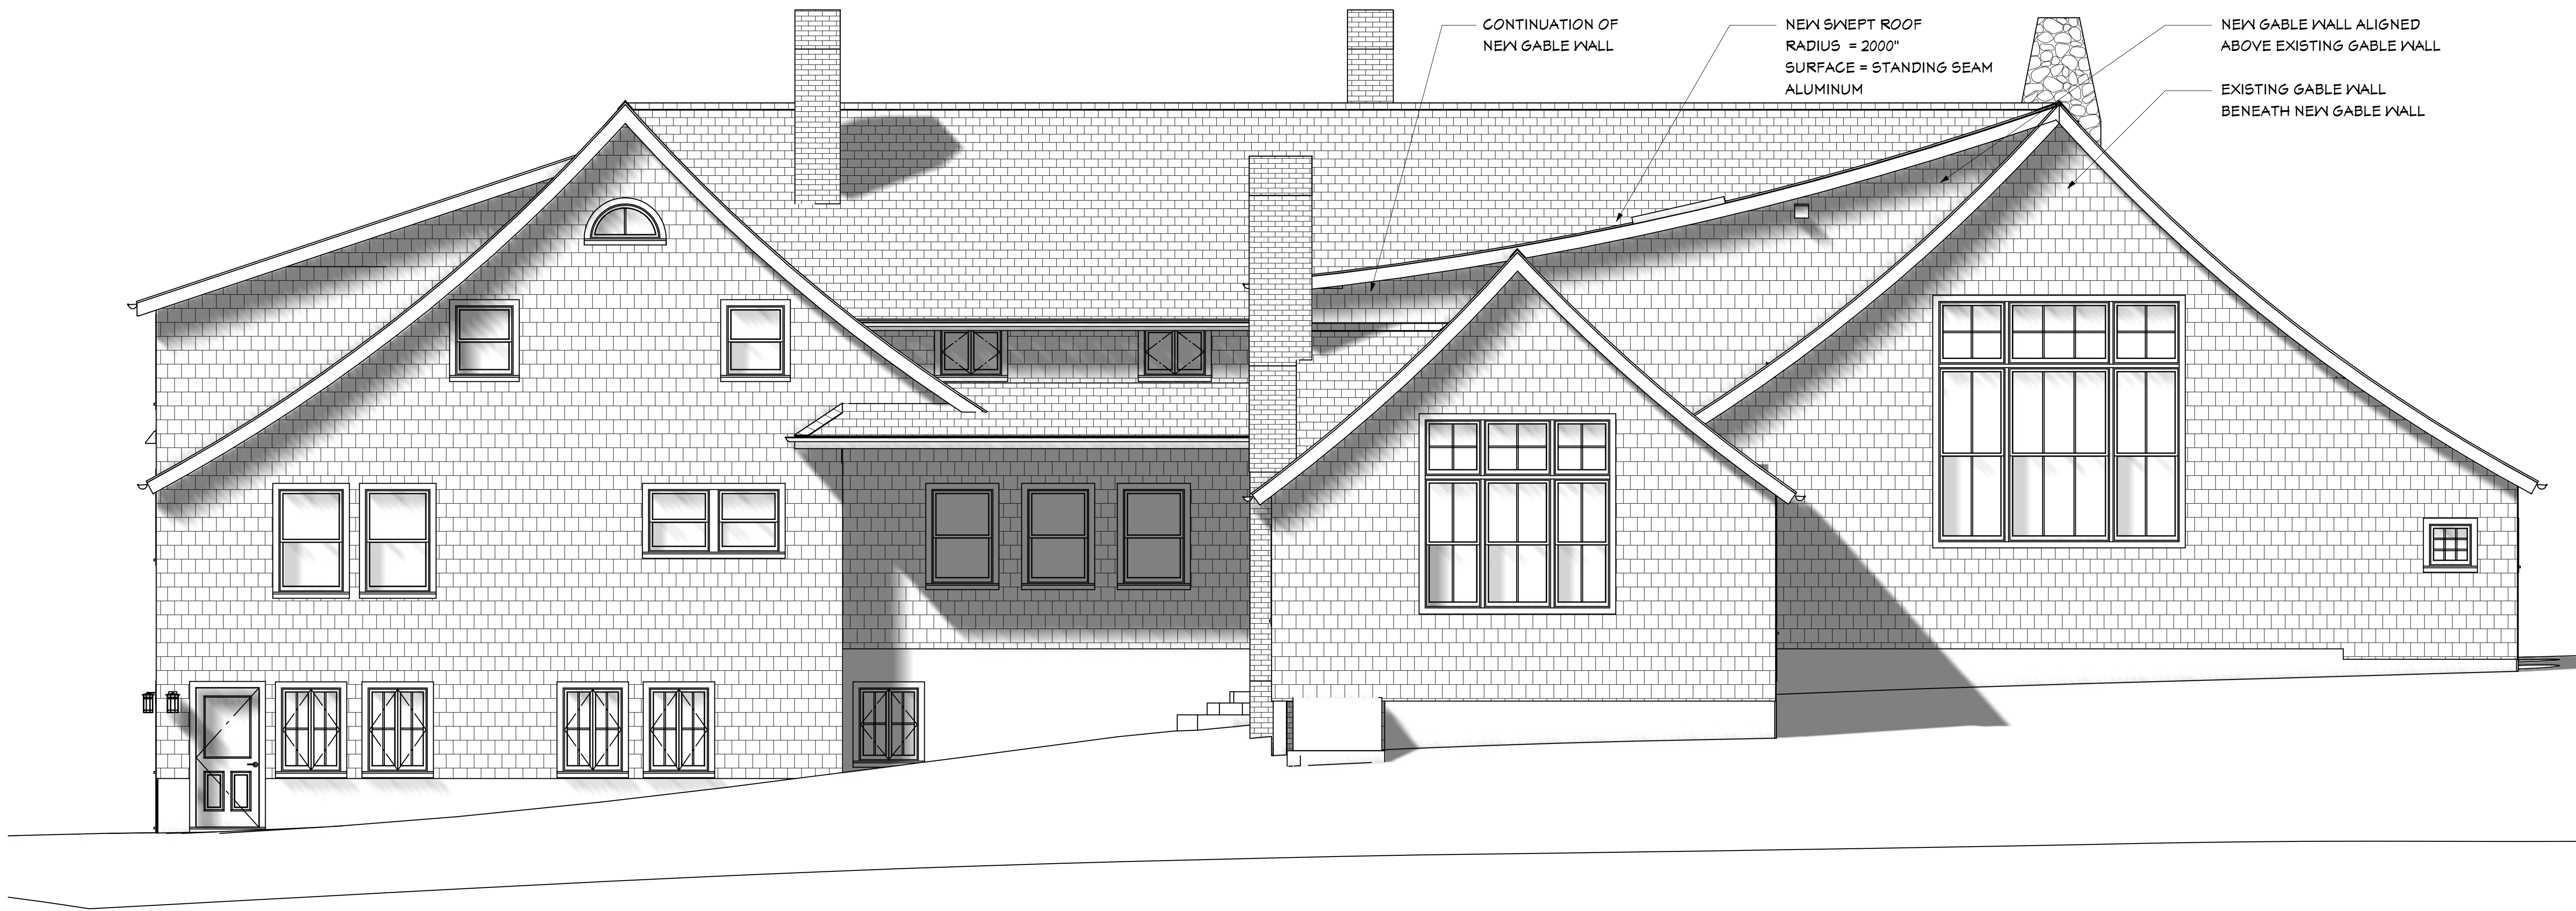 CONTINUATION OF
NEW GABLE WALL
NEW SWEPT ROOF
RADIUS = 2000"
SURFACE = STANDING SEAM
ALUMINUM
NEW GABLE WALL ALIGNED
ABOVE EXISTING GABLE WALL
EXISTING GABLE WALL
BENEATH NEW GABLE WALL